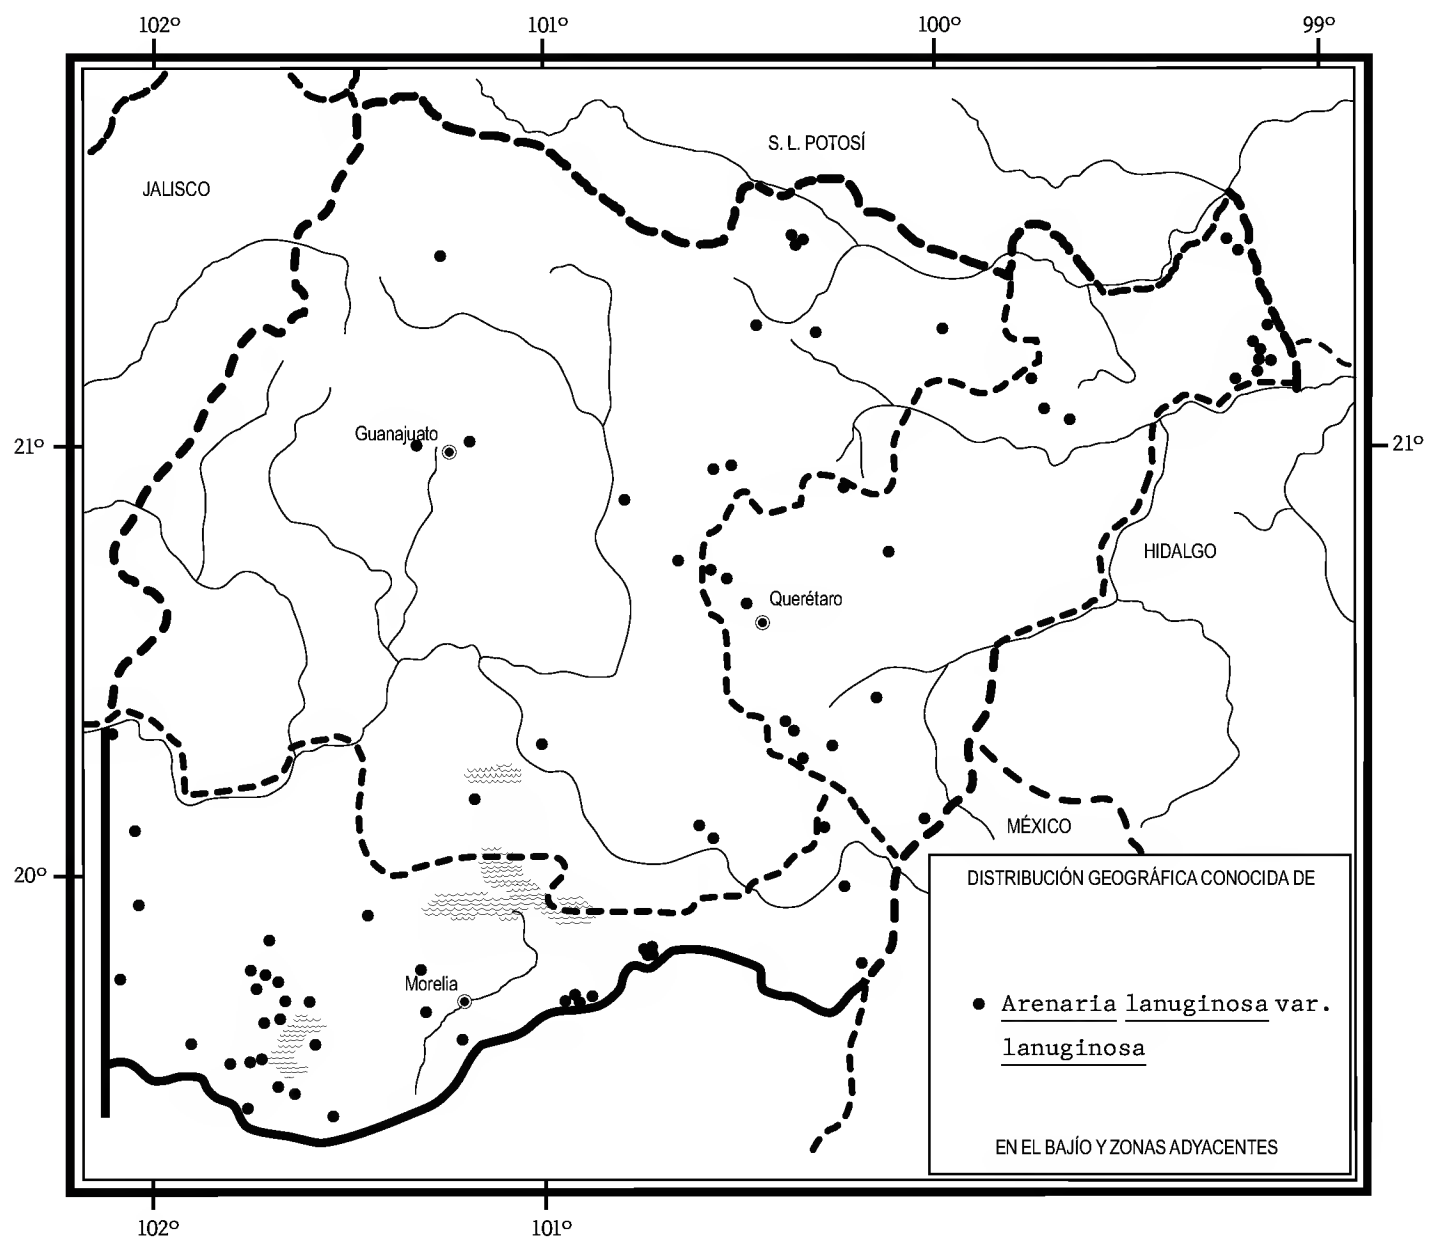 102º 101º 100º 99º
S. L. POTOSÍ
JALISCO
Guanajuato
21º 21º
HIDALGO
Querétaro
MÉXICO
20º
DISTRIBUCIÓN GEOGRÁFICA CONOCIDA DE
Morelia
Arenaria lanuginosa var.
lanuginosa
EN EL BAJÍO Y ZONAS ADYACENTES
102º 101º